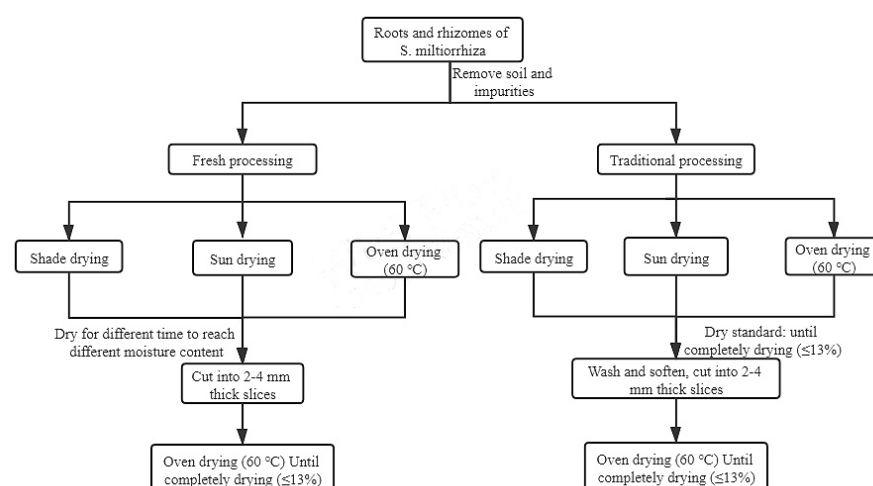 Roots and rhizomes of
S. miltiorrhiza
Remove soil and
impurities
Fresh processing
Traditional processing
Shade drying
Sun drying
Oven drying
(60 ℃)
Shade drying
Sun drying
Oven drying
(60 ℃)
Dry for different time to reach
different moisture content
Dry standard: until
completely drying (≤13%)
Cut into 2-4 mm
thick slices
Wash and soften, cut into 2-4
mm thick slices
Oven drying (60 ℃) Until
completely drying (≤13%)
Oven drying (60 ℃) Until
completely drying (≤13%)